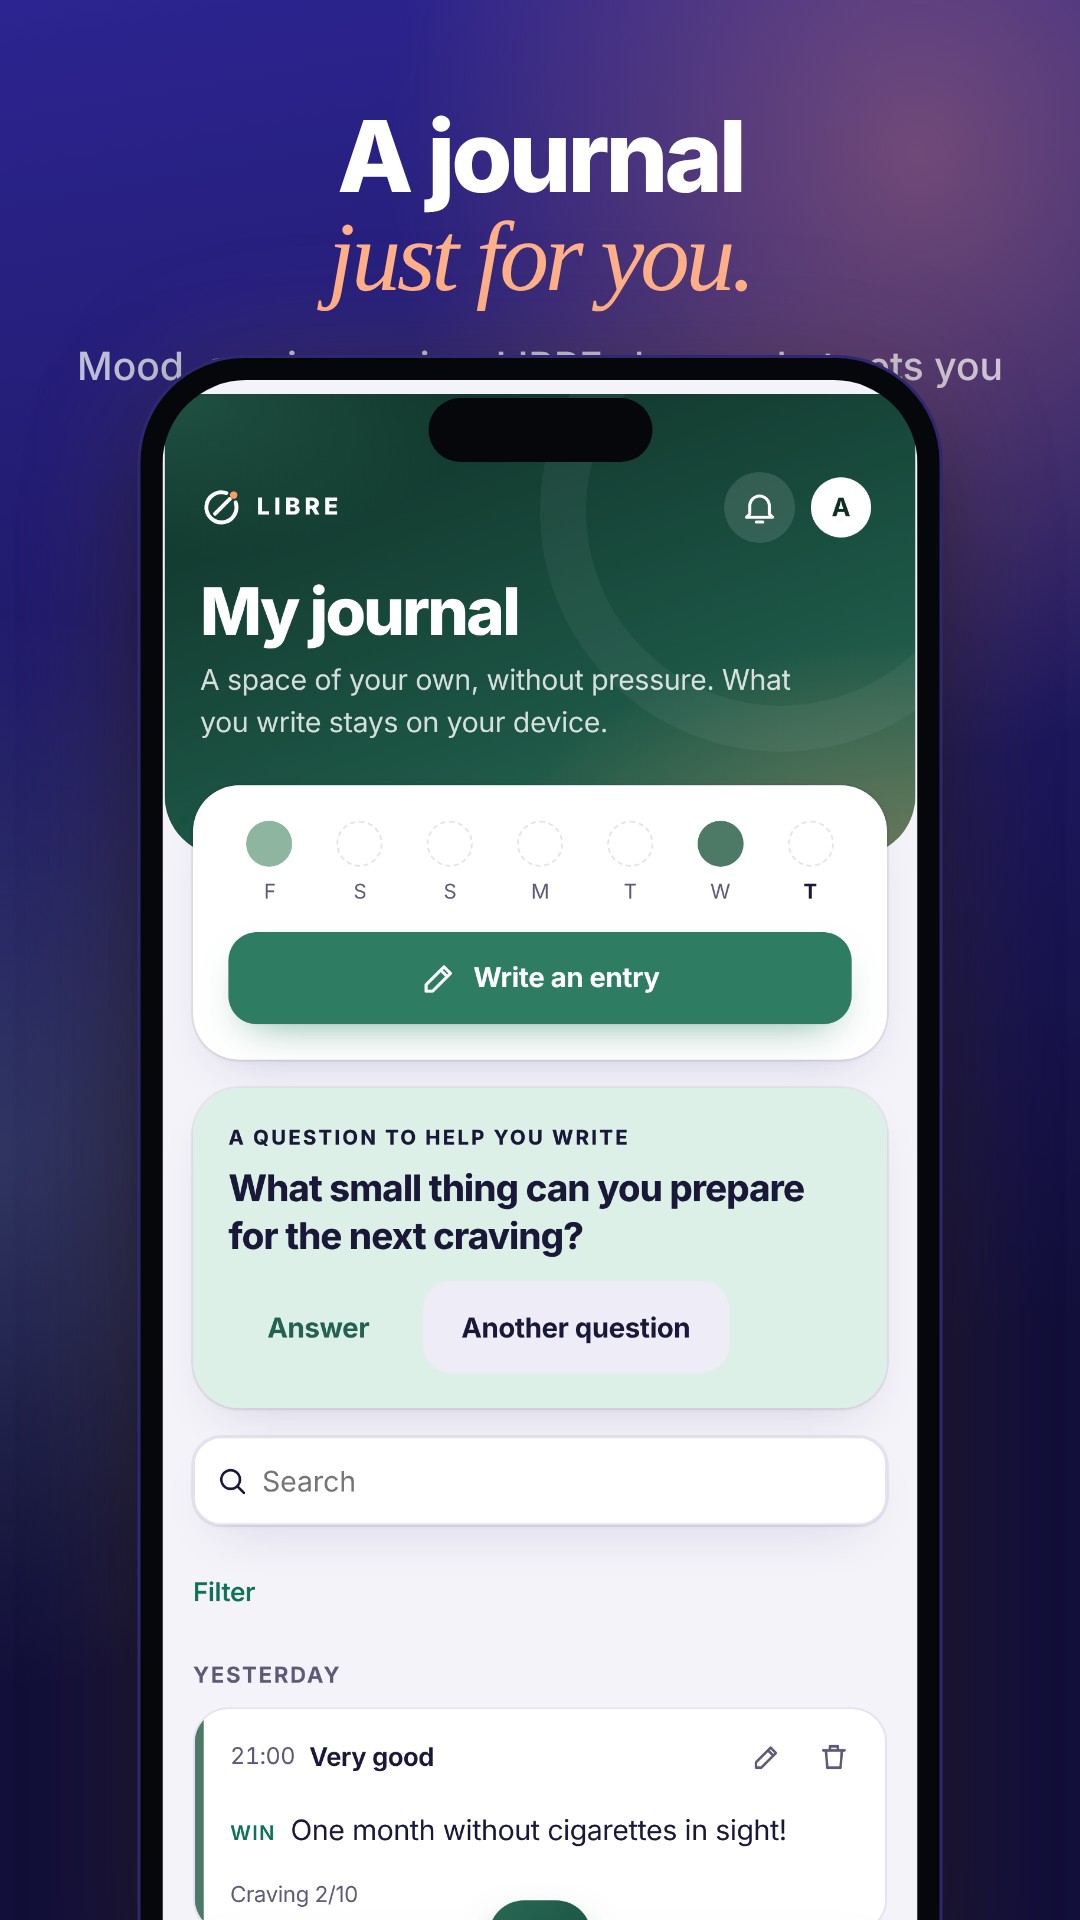 A journal
just for you.
Mood
ets you
LIBRE
A
My journal
A space of your own, without pressure. What
you write stays on your device.
F S S M T W T
Write an entry
A QUESTION TO HELP YOU WRITE
What small thing can you prepare
for the next craving?
Answer
Another question
Search
Filter
YESTERDAY
21:00 Very good
WIN One month without cigarettes in sight!
Craving 2/10